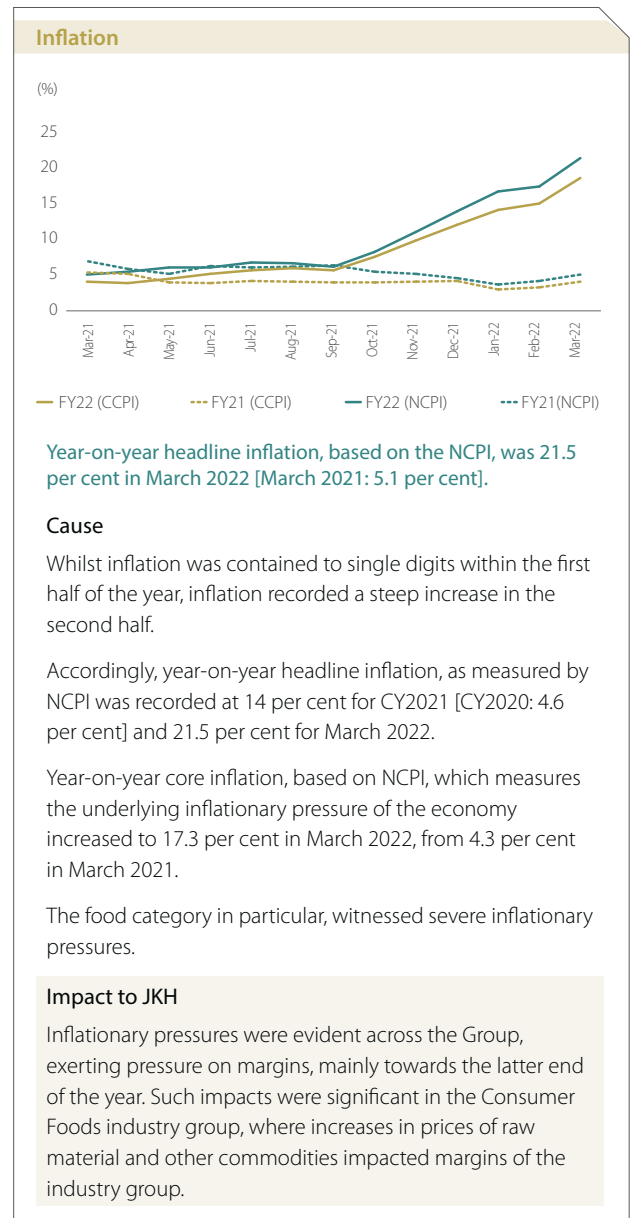 Inflation
(%)
25
20
15
10
5
0
Mar-21
Apr-21
May-21
Jun-21
Jul-21
Aug-21
Sep-21
Oct-21
Nov-21
Dec-21
Jan-22
Feb-22
Mar-22
FY22 (CCPI) FY21 (CCPI) FY22 (NCPI) FY21(NCPI)
Year-on-year headline inflation, based on the NCPI, was 21.5
per cent in March 2022 [March 2021: 5.1 per cent].
Cause
Whilst inflation was contained to single digits within the first
half of the year, inflation recorded a steep increase in the
second half.
Accordingly, year-on-year headline inflation, as measured by
NCPI was recorded at 14 per cent for CY2021 [CY2020: 4.6
per cent] and 21.5 per cent for March 2022.
Year-on-year core inflation, based on NCPI, which measures
the underlying inflationary pressure of the economy
increased to 17.3 per cent in March 2022, from 4.3 per cent
in March 2021.
The food category in particular, witnessed severe inflationary
pressures.
Impact to JKH
Inflationary pressures were evident across the Group,
exerting pressure on margins, mainly towards the latter end
of the year. Such impacts were significant in the Consumer
Foods industry group, where increases in prices of raw
material and other commodities impacted margins of the
industry group.